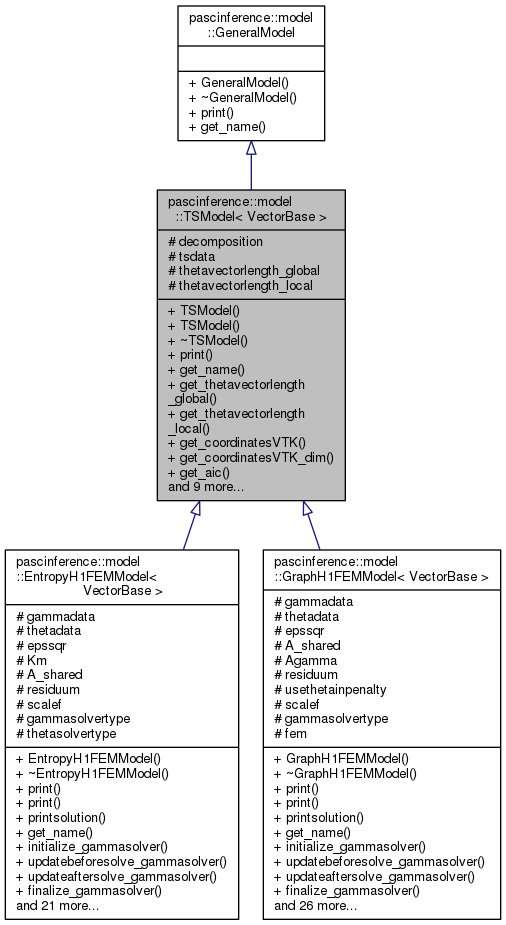 pascinference::model
::GeneralModel
+ GeneralModel()
+ ~GeneralModel()
+ print()
+ get_name()
pascinference::model
::TSModel< VectorBase >
# decomposition
# tsdata
# thetavectorlength_global
# thetavectorlength_local
+ TSModel()
+ TSModel()
+ ~TSModel()
+ print()
+ get_name()
+ get_thetavectorlength
_global()
+ get_thetavectorlength
_local()
+ get_coordinatesVTK()
+ get_coordinatesVTK_dim()
+ get_aic()
and 9 more...
pascinference::model
::EntropyH1FEMModel<
VectorBase >
# gammadata
# thetadata
# epssqr
# Km
# A_shared
# residuum
# scalef
# gammasolvertype
# thetasolvertype
+ EntropyH1FEMModel()
+ ~EntropyH1FEMModel()
+ print()
+ print()
+ printsolution()
+ get_name()
+ initialize_gammasolver()
+ updatebeforesolve_gammasolver()
+ updateaftersolve_gammasolver()
+ finalize_gammasolver()
and 21 more...
pascinference::model
::GraphH1FEMModel< VectorBase >
# gammadata
# thetadata
# epssqr
# A_shared
# Agamma
# residuum
# usethetainpenalty
# scalef
# gammasolvertype
# fem
+ GraphH1FEMModel()
+ ~GraphH1FEMModel()
+ print()
+ print()
+ printsolution()
+ get_name()
+ initialize_gammasolver()
+ updatebeforesolve_gammasolver()
+ updateaftersolve_gammasolver()
+ finalize_gammasolver()
and 26 more...